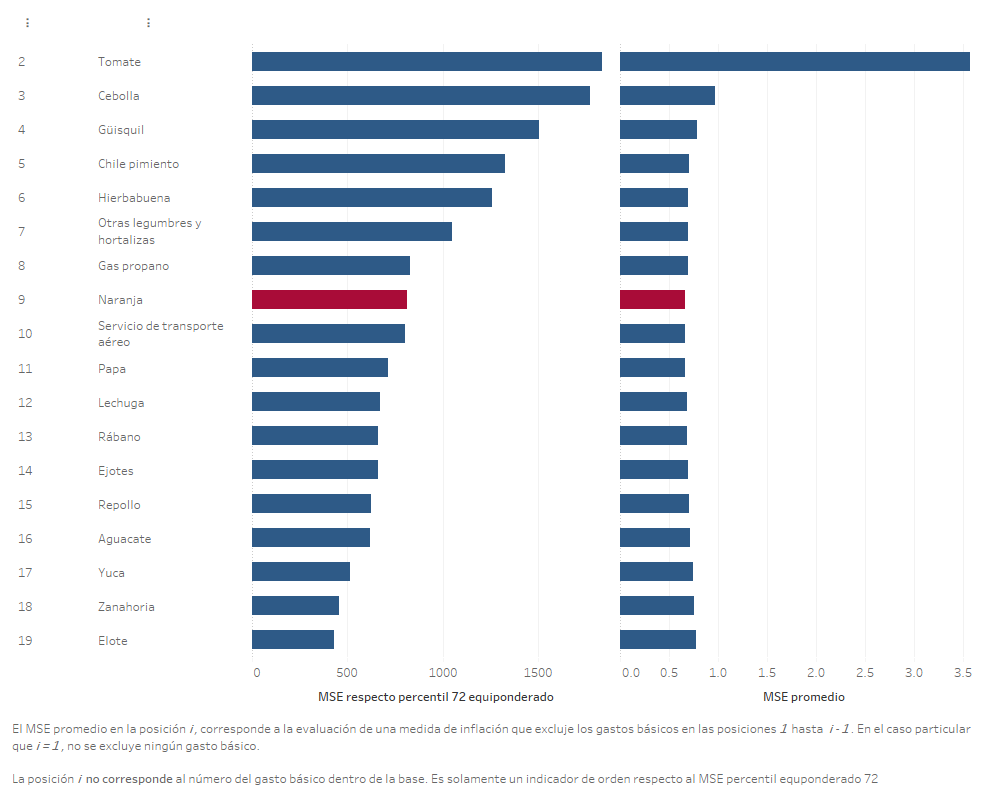 2 Tomate
3 Cebolla
4 Güisquil
5 Chile pimiento
6 Hierbabuena
7 Otras legumbres y
hortalizas
8 Gas propano
9 Naranja
10 Servicio de transporte
aéreo
11 Papa
12 Lechuga
13 Rábano
14 Ejotes
15 Repollo
16 Aguacate
17 Yuca
18 Zanahoria
19 Elote
0 500 1000 1500 0.0 0.5 1.0 1.5 2.0 2.5 3.0 3.5
MSE respecto percentil 72 equiponderado MSE promedio
El MSE promedio en la posición i, corresponde a la evaluación de una medida de inflación que excluye los gastos básicos en las posiciones 1 hasta i-1. En el caso particular
que i = 1, no se excluye ningún gasto básico.
La posición i no corresponde al número del gasto básico dentro de la base. Es solamente un indicador de orden respecto al MSE percentil equponderado 72